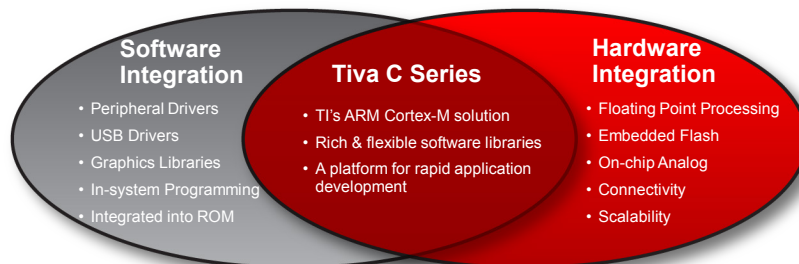 Software
Integration
• Peripheral Drivers
• USB Drivers
• Graphics Libraries
• In-system Programming
• Integrated into ROM
Tiva C Series
• TI's ARM Cortex-M solution
• Rich & flexible software libraries
• A platform for rapid application
development
Hardware
Integration
• Floating Point Processing
• Embedded Flash
• On-chip Analog
• Connectivity
• Scalability